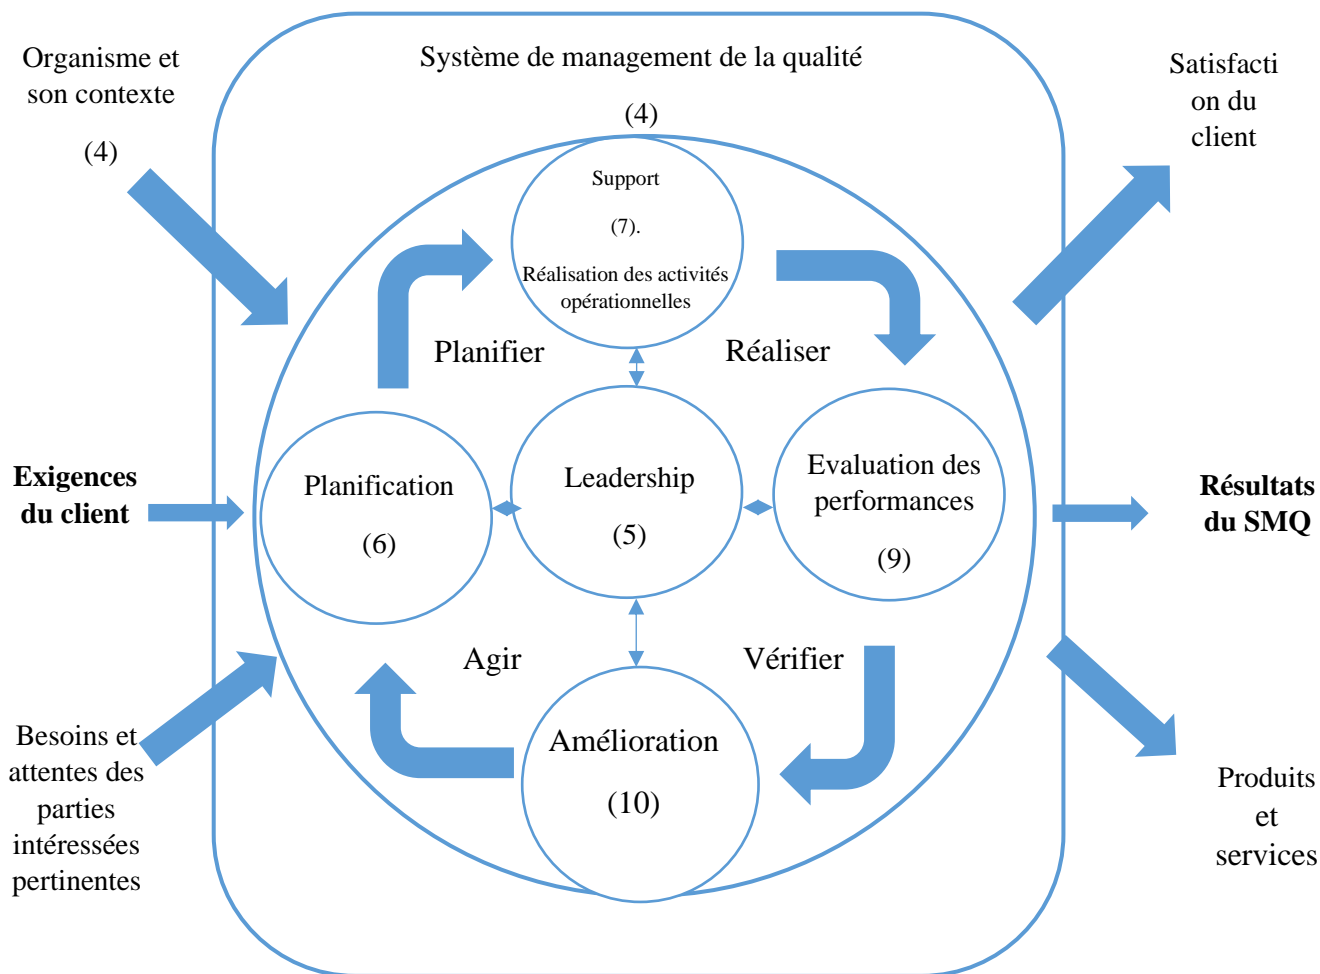 Système de management de la qualité
(4)
Organisme et
son contexte
(4)
Satisfacti
on du
client
Support
(7).
Réalisation des activités
opérationnelles
Planifier
Réaliser
Exigences
du client
Planification
(6)
Leadership
(5)
Evaluation des
performances
(9)
Résultats
du SMQ
Agir
Vérifier
Besoins et
attentes des
parties
intéressées
pertinentes
Amélioration
(10)
Produits
et
services